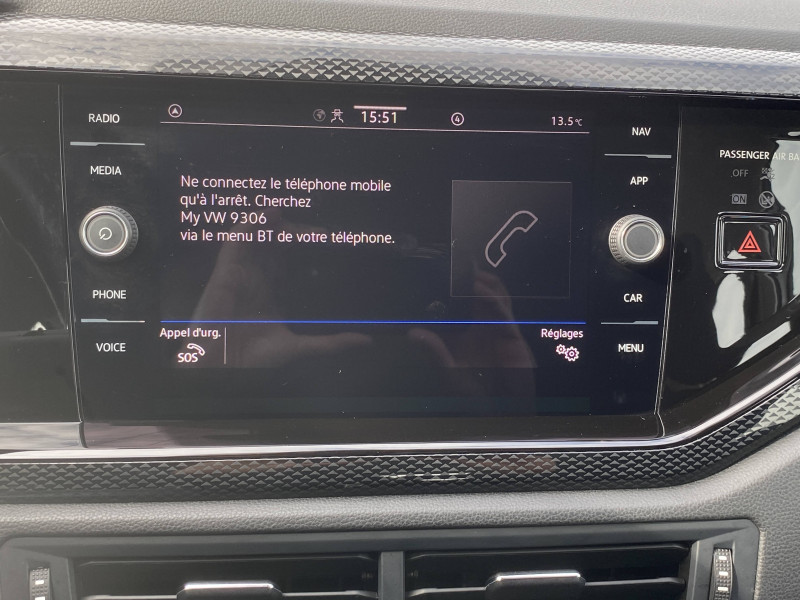 RADIO
15:51
4
13.5°C
NAV
MEDIA
APP
PASSENGER AIR BA
OFF
ON
Ne connectez le téléphone mobile
qu'à l'arrêt. Cherchez
My VW 9306
via le menu BT de votre téléphone.
PHONE
CAR
VOICE
Appel d'urg.
SOS
Réglages
MENU